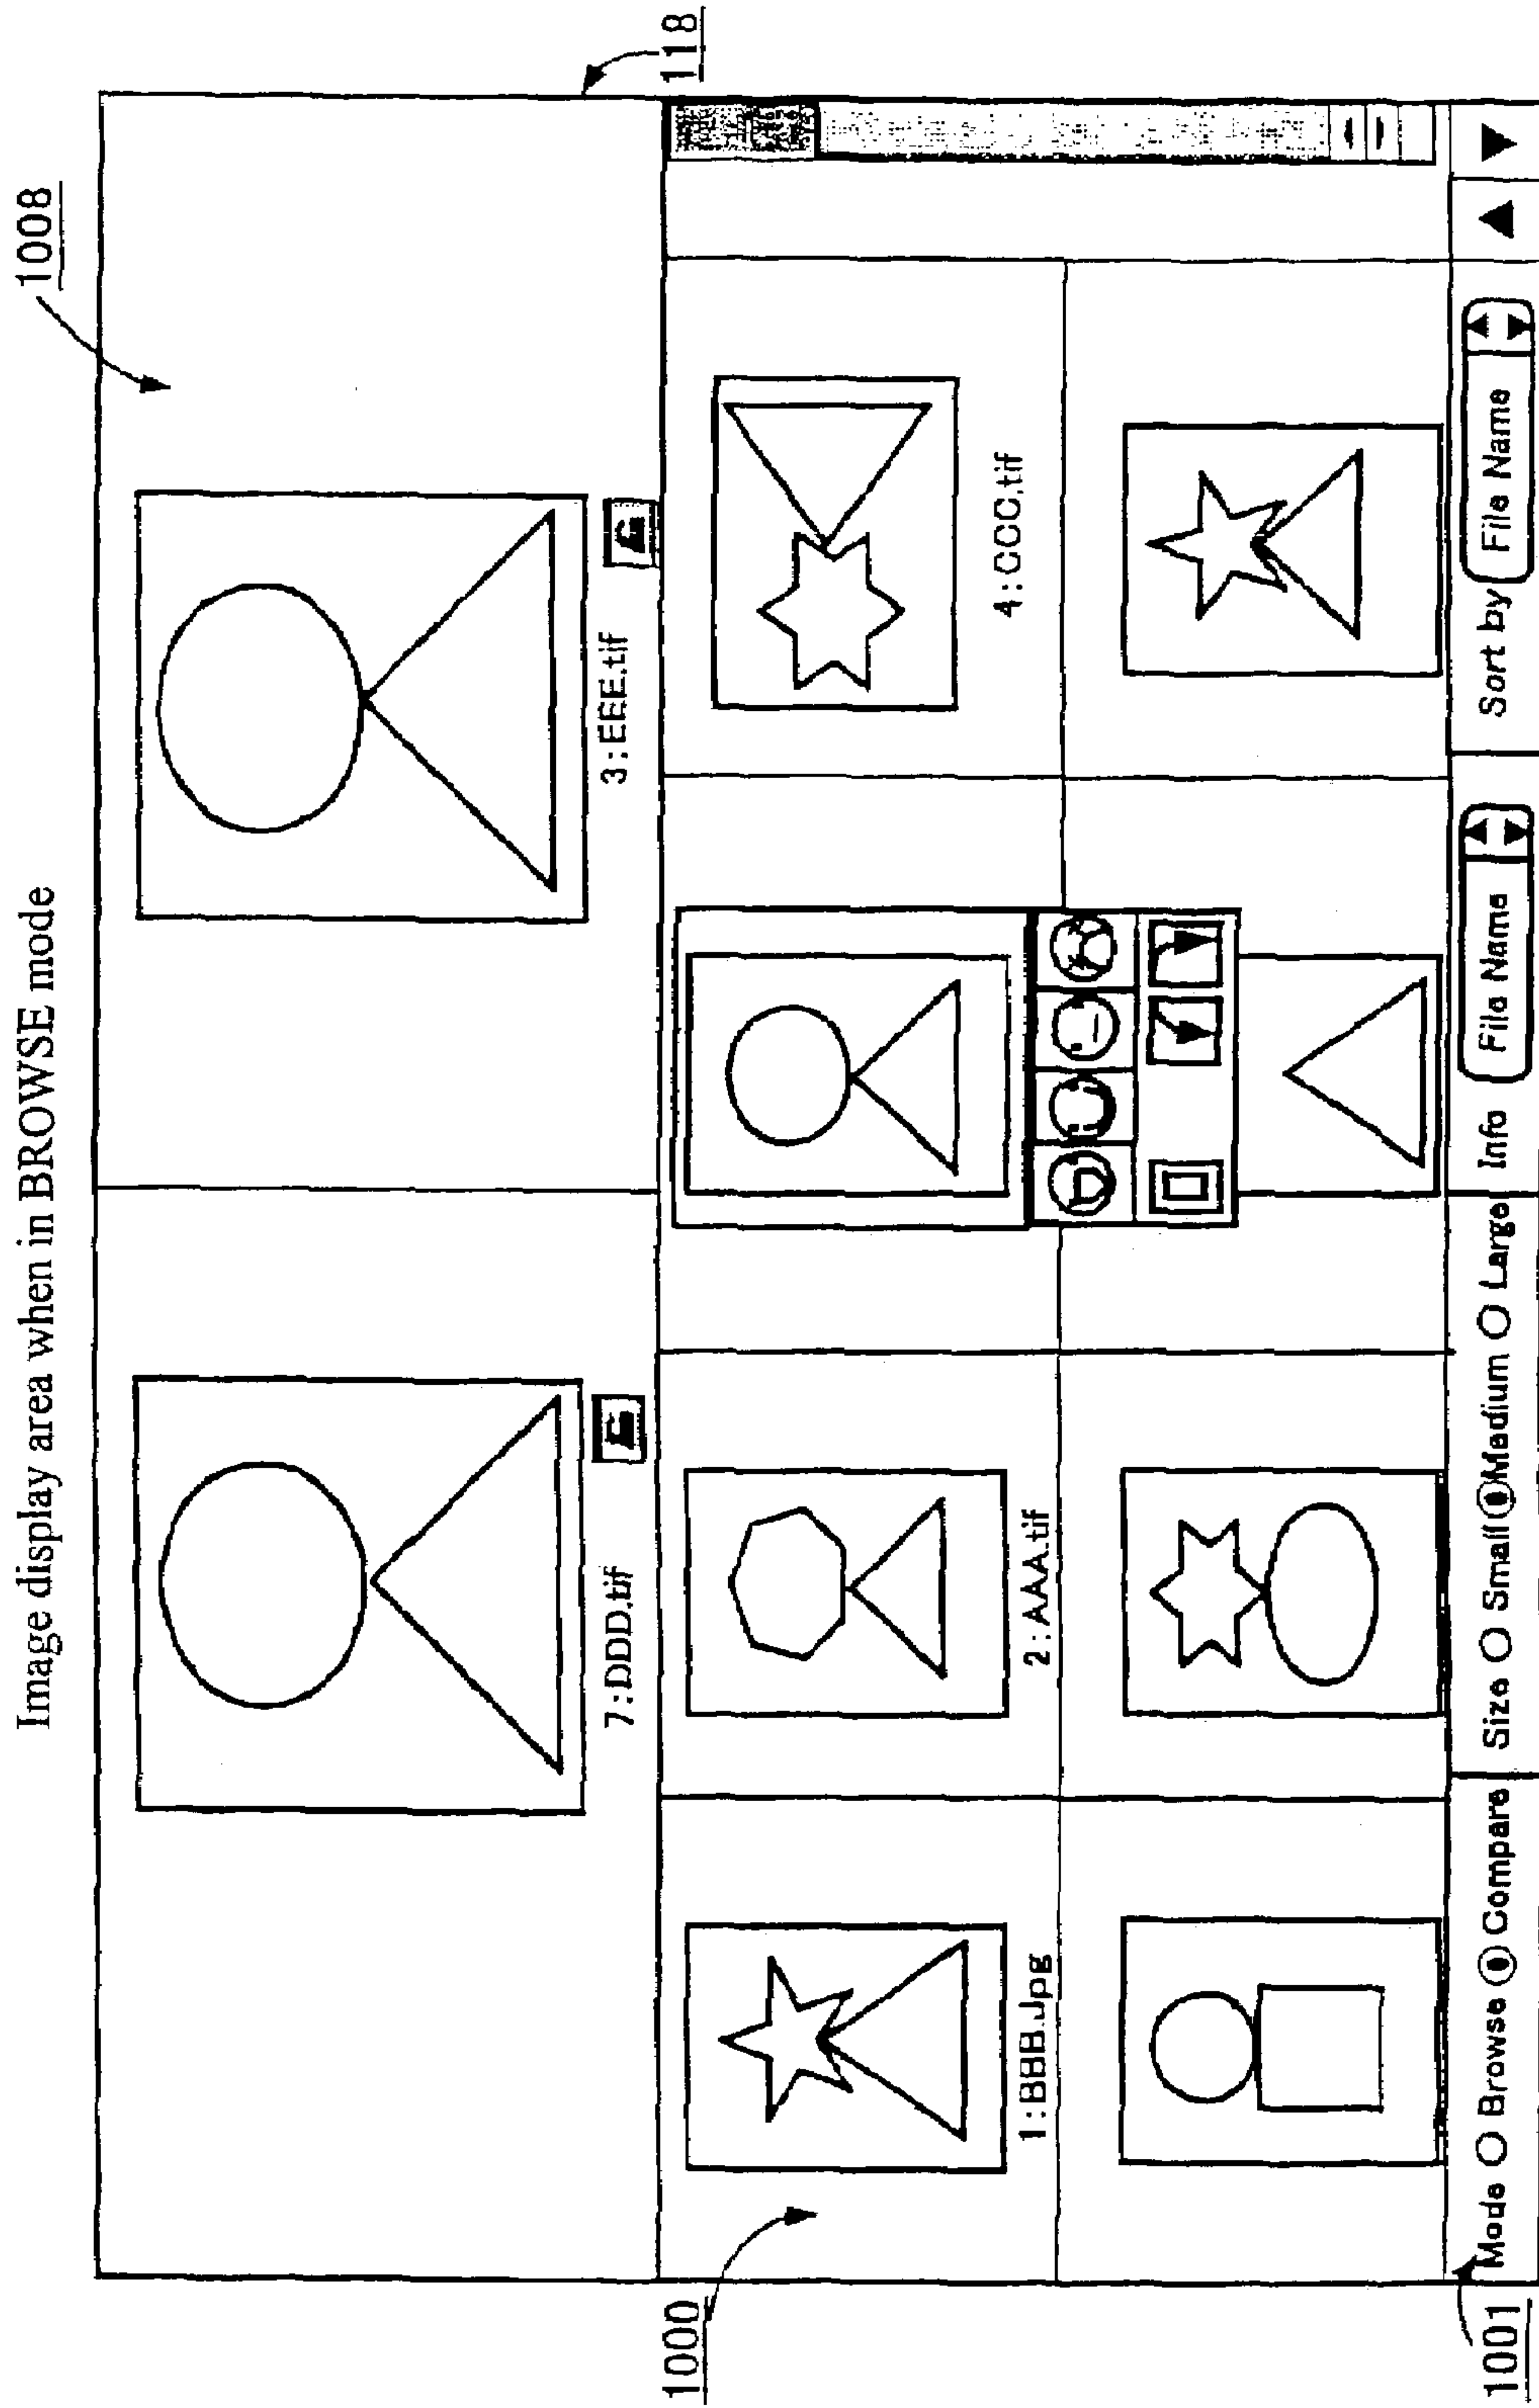 Image display area when in BROWSE mode
1008
118
7:DDD.tif
3:EEE.tif
1000
1:BBB.Jpg
2:AAA.tif
4:CCC.tif
1001
Mode Browse Compare Size Small Medium Large Info File Name Sort by File Name